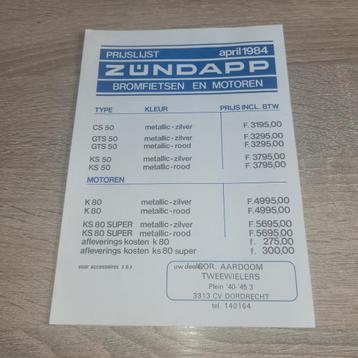 PRIJSLIJST april 1984
ZÜNDAPP
BROMFIETSEN EN MOTOREN
TYPE KLEUR PRIJS INCL. BTW
CS 50 metallic-zilver F. 3195,00
GTS 50 metallic-zilver F. 3295,00
GTS 50 metallic-rood F. 3295,00
KS 50 metallic-zilver F. 3795,00
KS 50 metallic-rood F. 3795,00
MOTOREN
K 80 metallic-zilver F. 4995,00
K 80 metallic-rood F. 4995,00
KS 80 SUPER metallic-zilver F. 5695,00
KS 80 SUPER metallic-rood F. 5695,00
afleverings kosten k 80 f. 275,00
afleverings kosten ks 80 super f. 300,00
voor accessoires z.o.z. uw dealer
COR. AARDOOM
TWEEWIELERS
Plein '40-'45 3
3313 CV DORDRECHT
tel. 140164